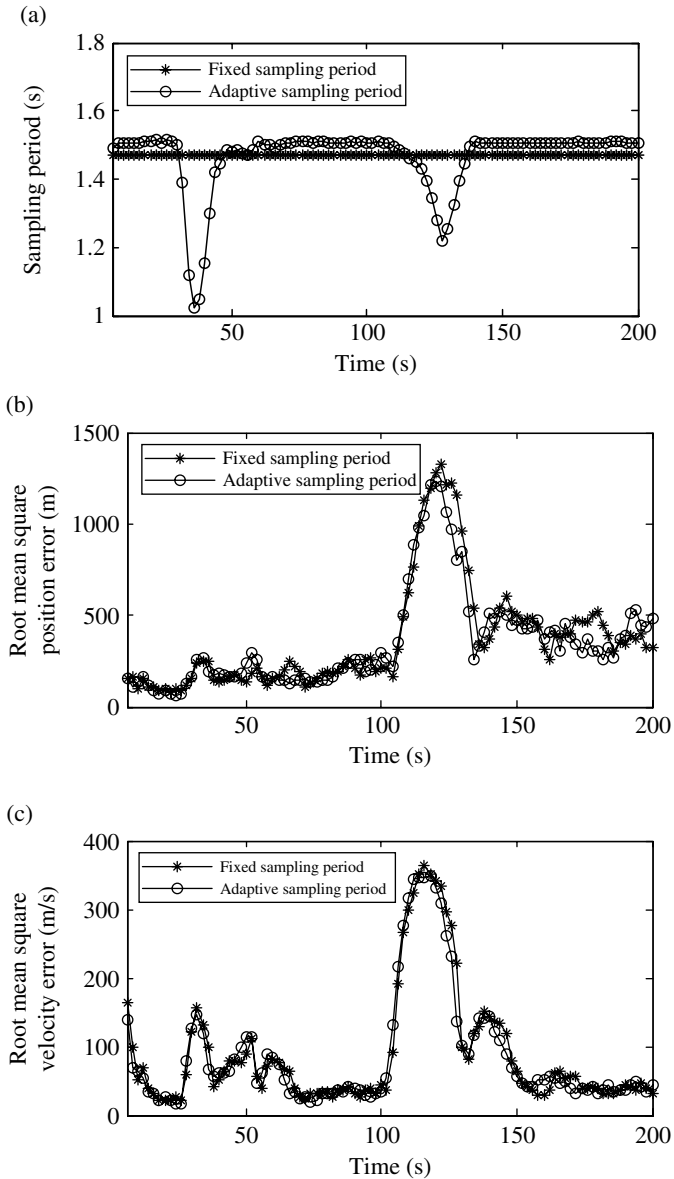 (a)
1.8
1.6
1.4
1.2
1
Sampling period (s)
Fixed sampling period
Adaptive sampling period
50
100
150
200
Time (s)
(b)
1500
1000
500
0
Root mean square
position error (m)
Fixed sampling period
Adaptive sampling period
50
100
150
200
Time (s)
(c)
400
300
200
100
0
Root mean square
velocity error (m/s)
Fixed sampling period
Adaptive sampling period
50
100
150
200
Time (s)